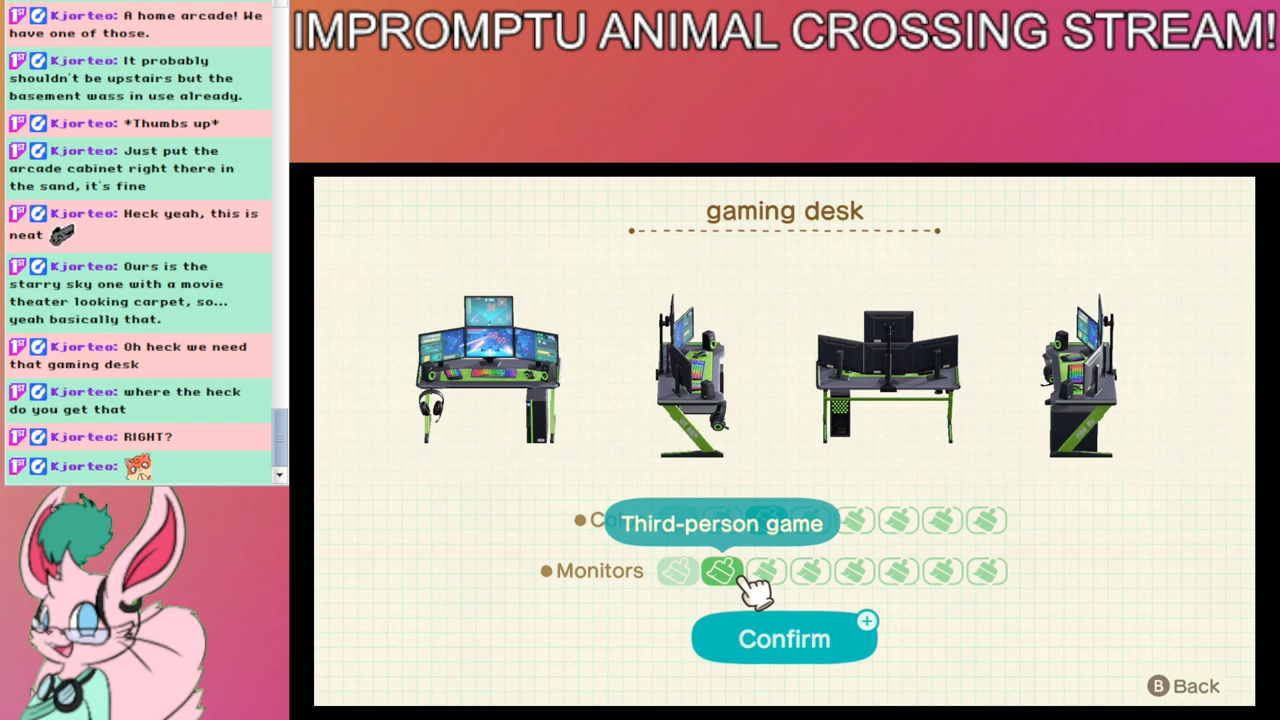 Kjorteo: A home arcade! We
have one of those.
Kjorteo: It probably
shouldn't be upstairs but the
basement wass in use already.
Kjorteo: *Thumbs up*
Kjorteo: Just put the
arcade cabinet right there in
the sand, it's fine
Kjorteo: Heck yeah, this is
neat
Kjorteo: Ours is the
starry sky one with a movie
theater looking carpet, so...
yeah basically that.
Kjorteo: Oh heck we need
that gaming desk
Kjorteo: where the heck
do you get that
Kjorteo: RIGHT?
Kjorteo:
IMPROMPTU ANIMAL CROSSING STREAM!
gaming desk
Third-person game
Monitors
Confirm
B Back